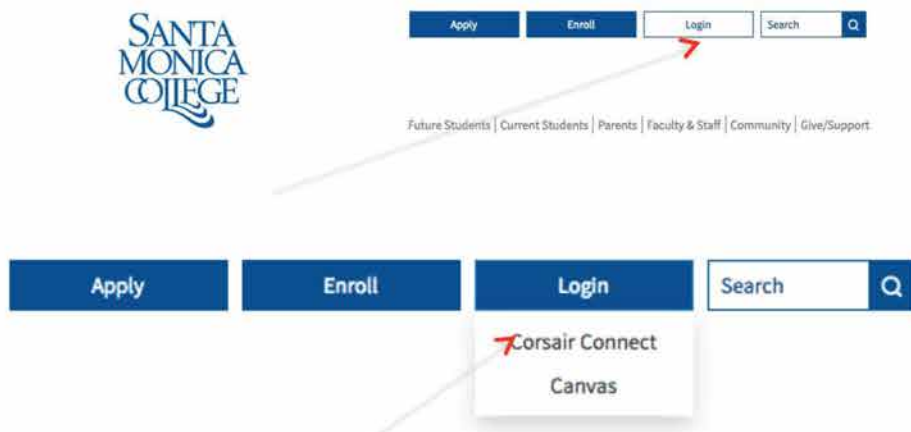 SANTA
MONICA
COLLEGE
Apply Enroll Login Search
Future Students | Current Students | Parents | Faculty & Staff | Community | Give/Support
Apply Enroll Login Search
Corsair Connect
Canvas